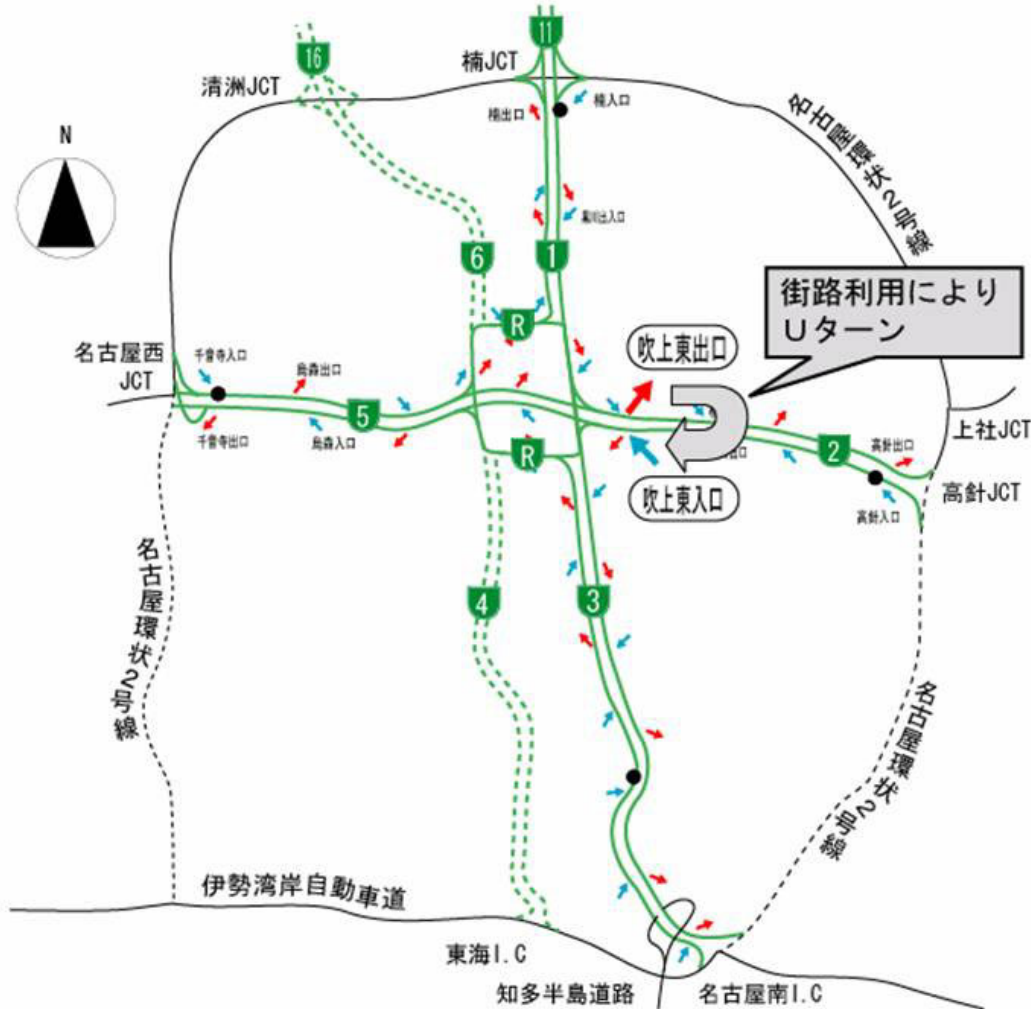 11
16
楠JCT
清洲JCT
楠出口
楠入口
名古屋環状2号線
N
黒川出入口
6
1
街路利用により
Uターン
R
吹上東出口
名古屋西
JCT
千音寺入口
烏森出口
5
千音寺出口
烏森入口
R
2
高針出口
上社JCT
高針JCT
吹上東入口
高針入口
名古屋環状2号線
4
3
名古屋環状2号線
伊勢湾岸自動車道
東海I.C
知多半島道路
名古屋南I.C